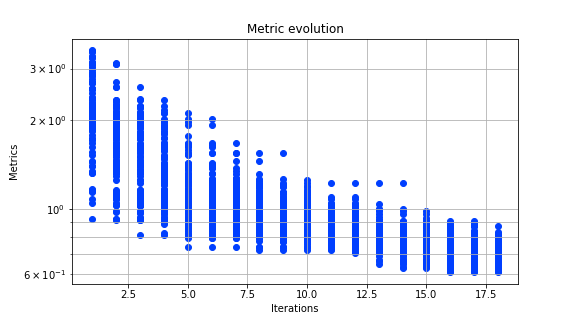 Metric evolution
3 × 10⁰
2 × 10⁰
10⁰
6 × 10⁻¹
Metrics
2.5 5.0 7.5 10.0 12.5 15.0 17.5
Iterations